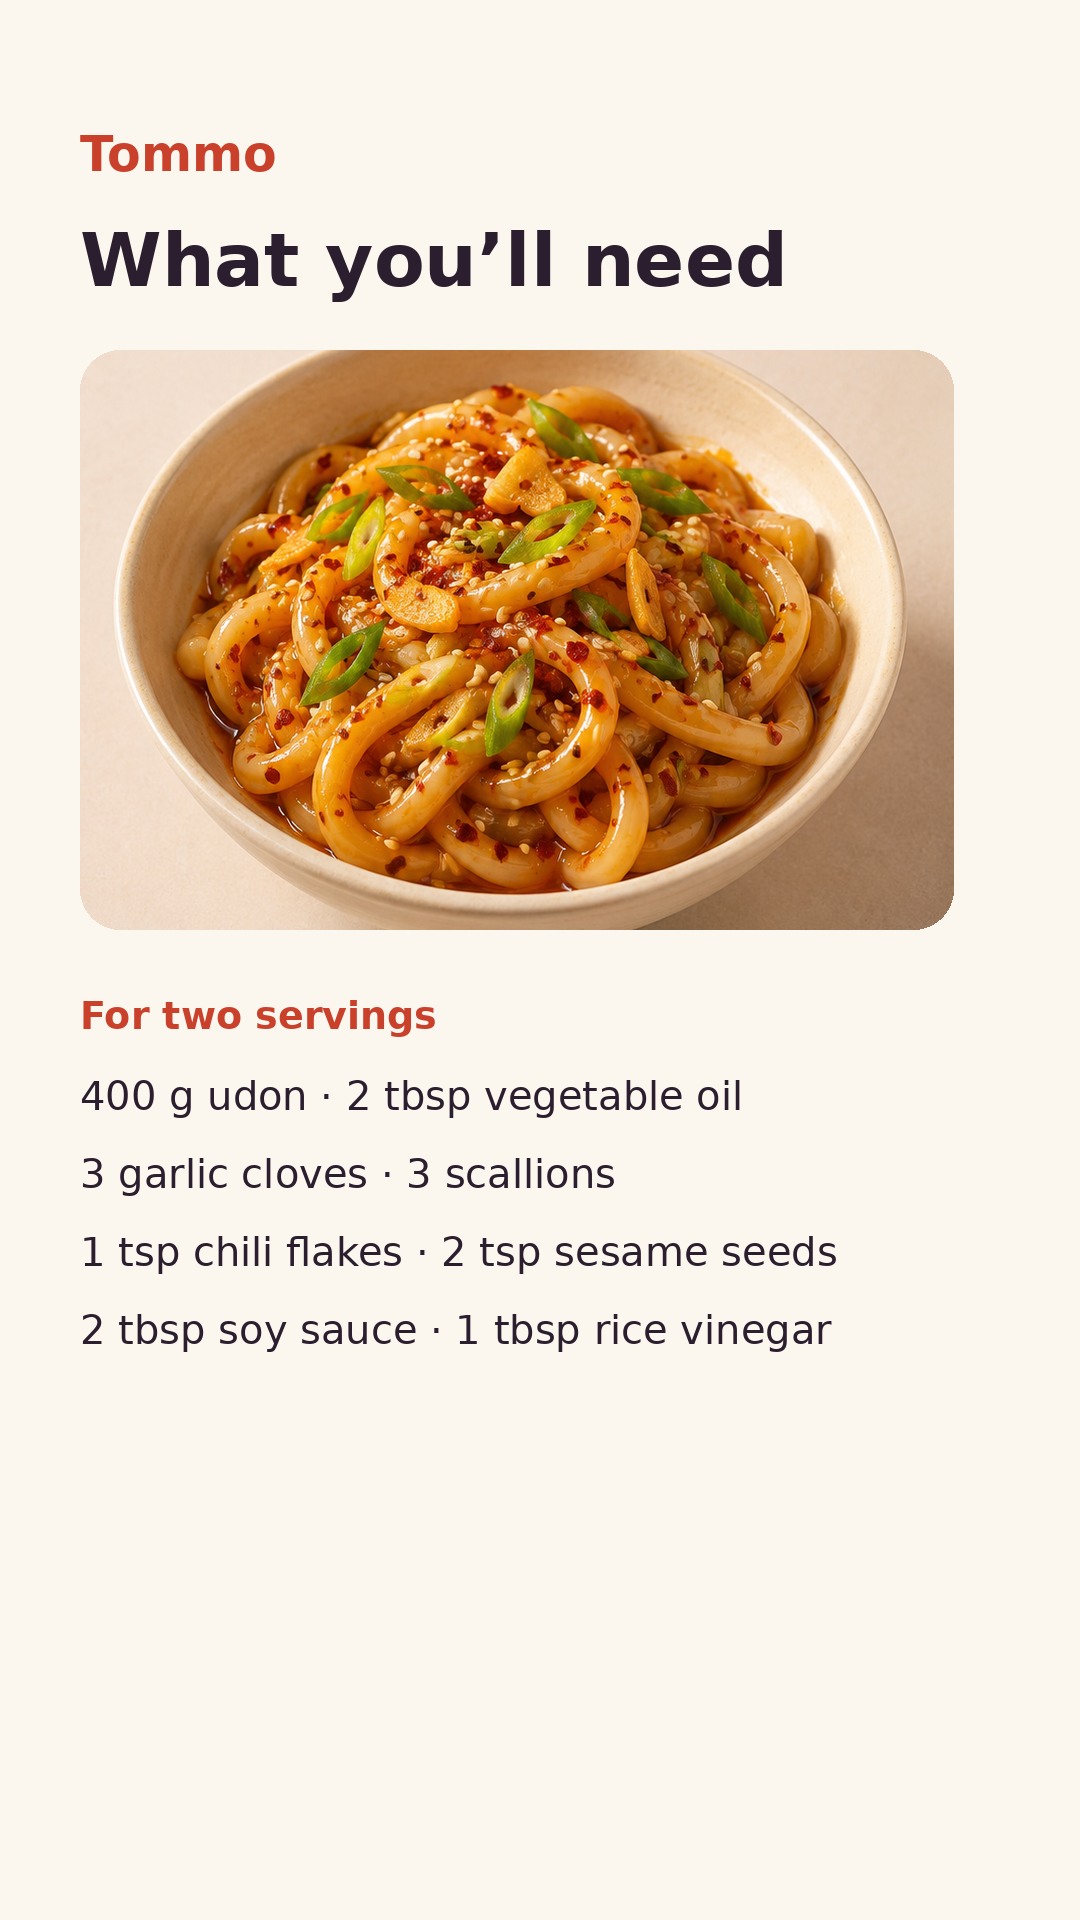 Tommo
What you’ll need
For two servings
400 g udon · 2 tbsp vegetable oil
3 garlic cloves · 3 scallions
1 tsp chili flakes · 2 tsp sesame seeds
2 tbsp soy sauce · 1 tbsp rice vinegar